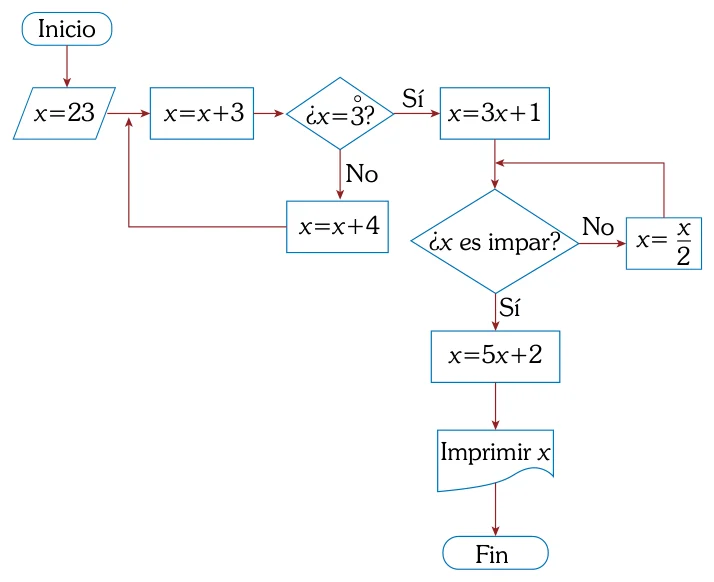 Inicio
x=23
x=x+3
¿x=3̊?
Sí
x=3x+1
No
x=x+4
¿x es impar?
No
x= x/2
Sí
x=5x+2
Imprimir x
Fin